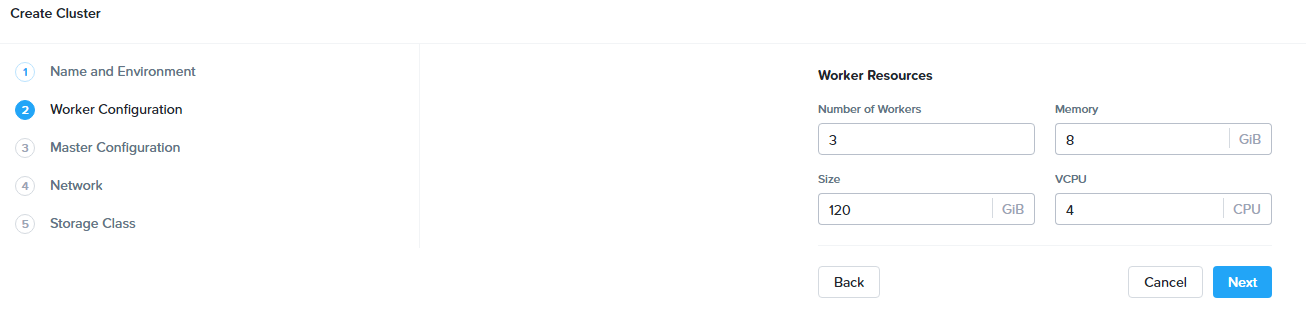 Create Cluster
1 Name and Environment
2 Worker Configuration
3 Master Configuration
4 Network
5 Storage Class
Worker Resources
Number of Workers Memory
3 8 GiB
Size VCPU
120 GiB 4 CPU
Back Cancel Next